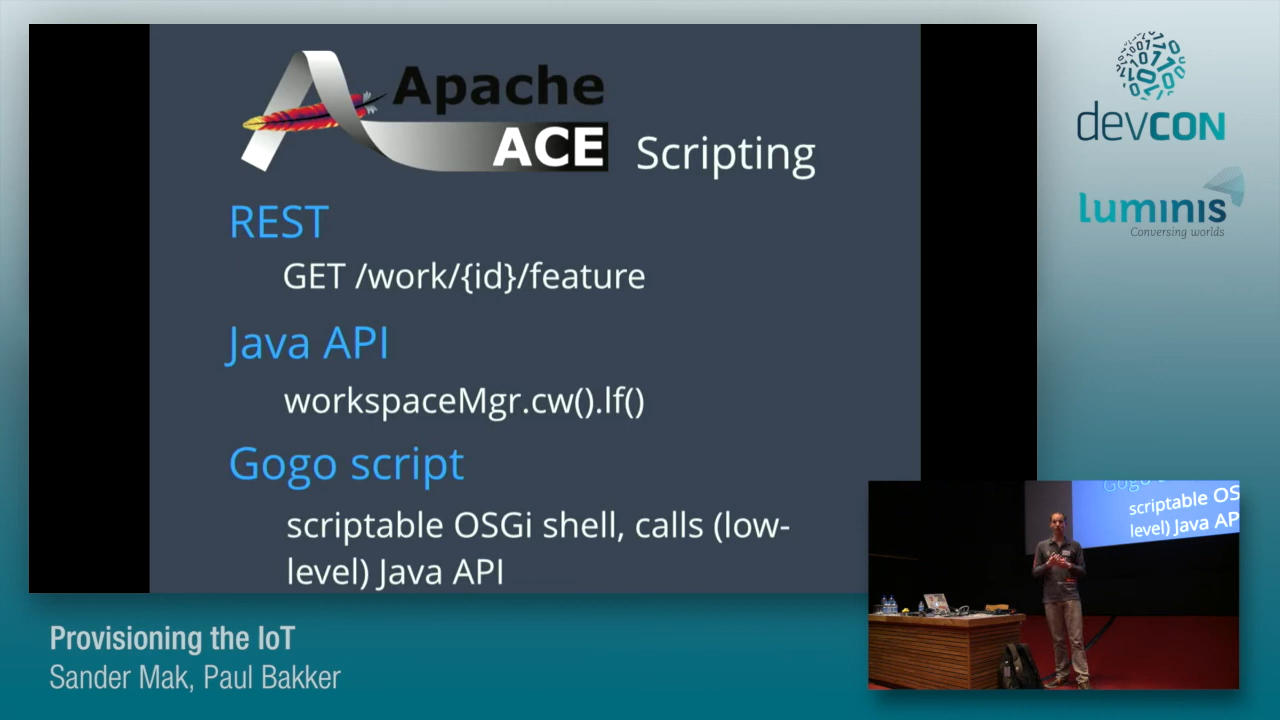 Apache
ACE Scripting
REST
GET /work/{id}/feature
Java API
workspaceMgr.cw().lf()
Gogo script
scriptable OSGi shell, calls (low-
level) Java API
devCON
luminis
Conversing worlds
scriptable OS
level) Java AP
Provisioning the IoT
Sander Mak, Paul Bakker